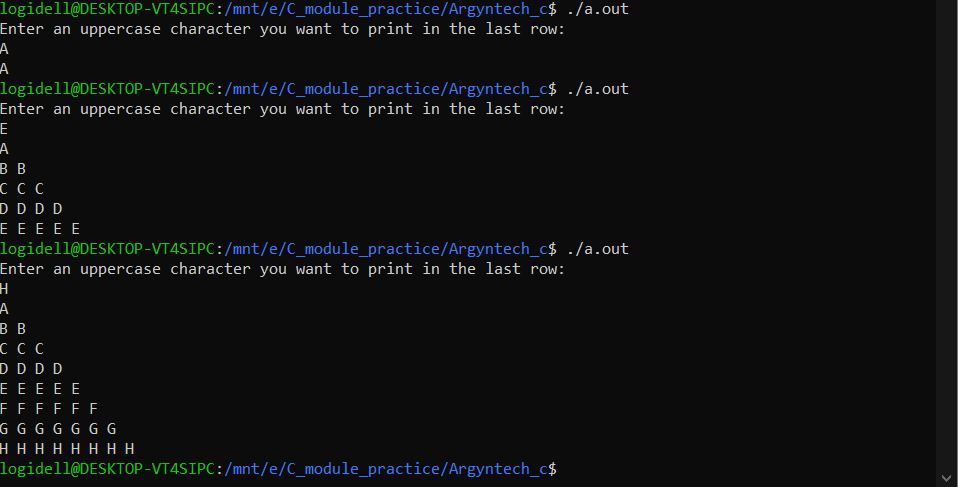 logidell@DESKTOP-VT4SIPC:/mnt/e/C_module_practice/Argyntech_c$ ./a.out
Enter an uppercase character you want to print in the last row:
A
A
logidell@DESKTOP-VT4SIPC:/mnt/e/C_module_practice/Argyntech_c$ ./a.out
Enter an uppercase character you want to print in the last row:
E
A
B B
C C C
D D D D
E E E E E
logidell@DESKTOP-VT4SIPC:/mnt/e/C_module_practice/Argyntech_c$ ./a.out
Enter an uppercase character you want to print in the last row:
H
A
B B
C C C
D D D D
E E E E E
F F F F F F
G G G G G G G
H H H H H H H H
logidell@DESKTOP-VT4SIPC:/mnt/e/C_module_practice/Argyntech_c$